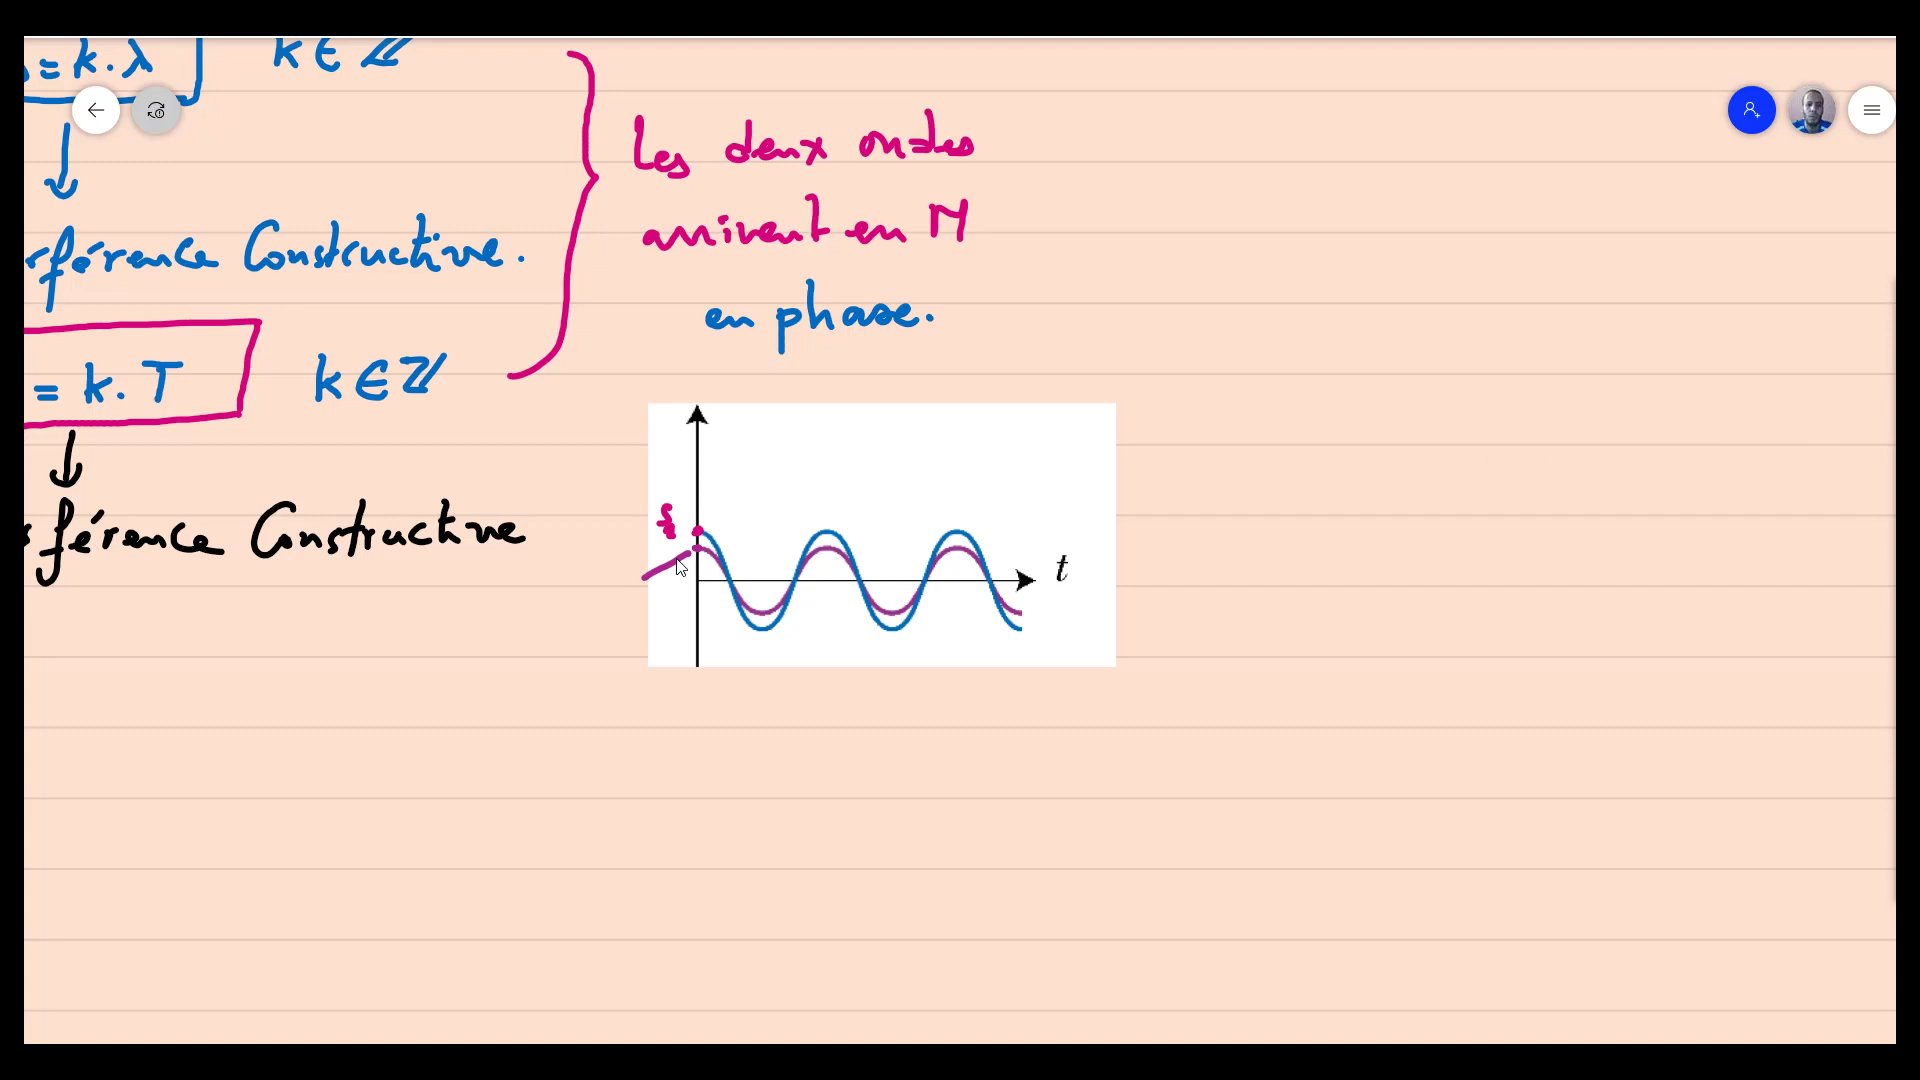 = k.λ k ∈ ℤ
Les deux ondes
arrivent en M
férence Constructive.
en phase.
= k.T k ∈ ℤ
férence Constructive
t